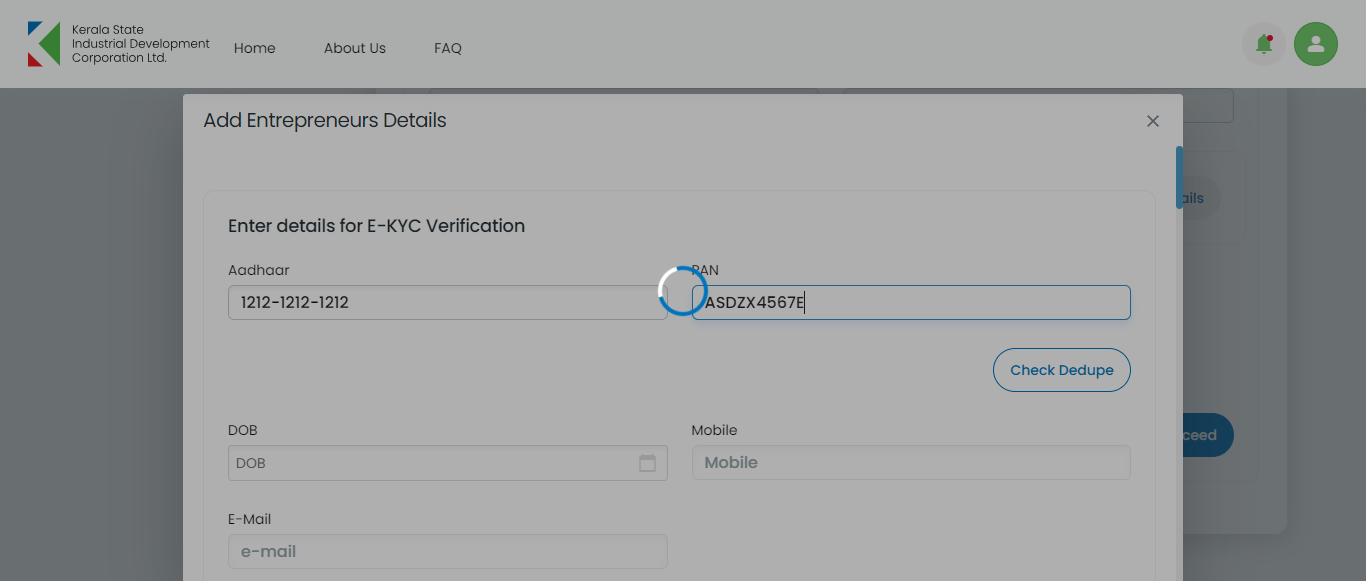 Kerala State
Industrial Development
Corporation Ltd.
Home About Us FAQ
Add Entrepreneurs Details
ails
Enter details for E-KYC Verification
Aadhaar PAN
1212-1212-1212 ASDZX4567E
Check Dedupe
DOB Mobile
ceed
DOB Mobile
E-Mail
e-mail